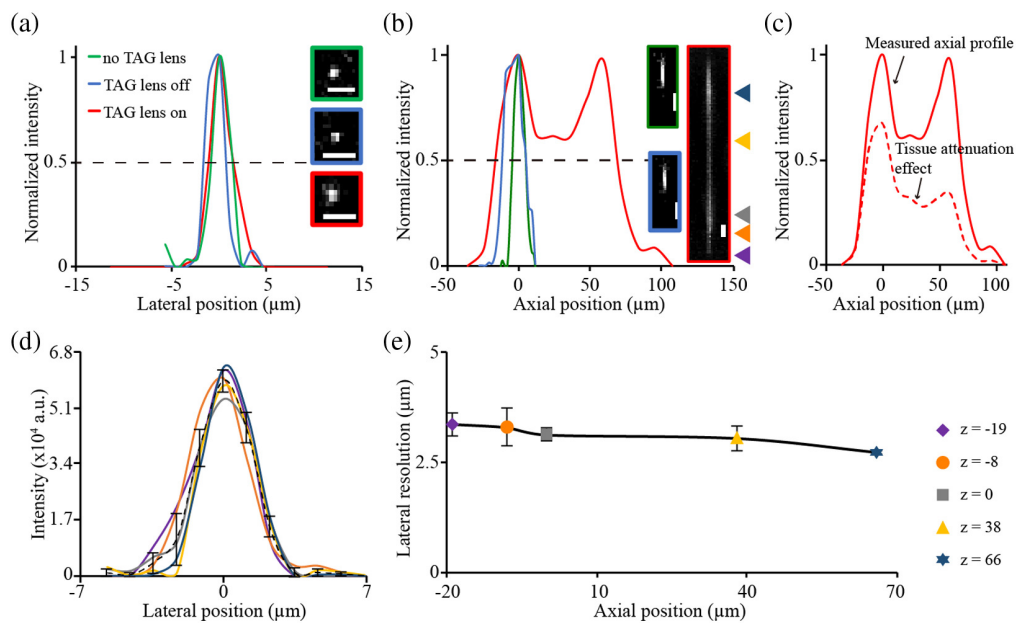 (a)
Normalized intensity
1
0.5
0
no TAG lens
TAG lens off
TAG lens on
-15
-5
5
15
Lateral position (µm)
(b)
Normalized intensity
1
0.5
0
-50
0
50
100
150
Axial position (µm)
(c)
Normalized intensity
1
0.5
0
Measured axial profile
Tissue attenuation
effect
-50
0
50
100
Axial position (µm)
(d)
Intensity (x10⁴ a.u.)
6.8
5.1
3.4
1.7
0
-7
0
7
Lateral position (µm)
(e)
Lateral resolution (µm)
5
2.5
0
-20
10
40
70
Axial position (µm)
z = -19
z = -8
z = 0
z = 38
z = 66